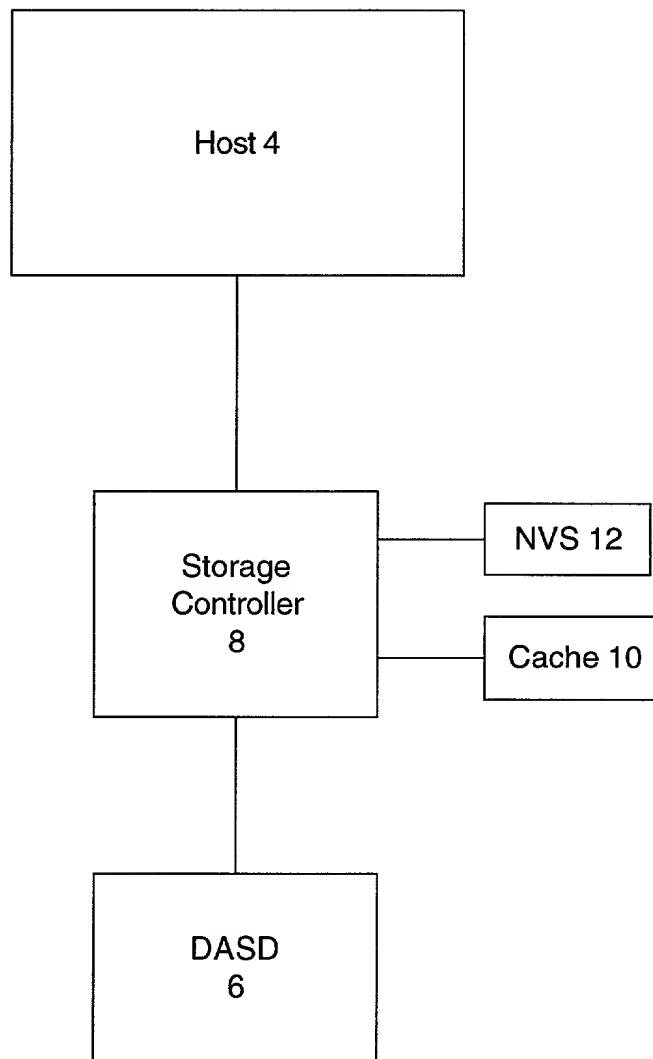 Host 4
NVS 12
Storage
Controller
8
Cache 10
DASD
6